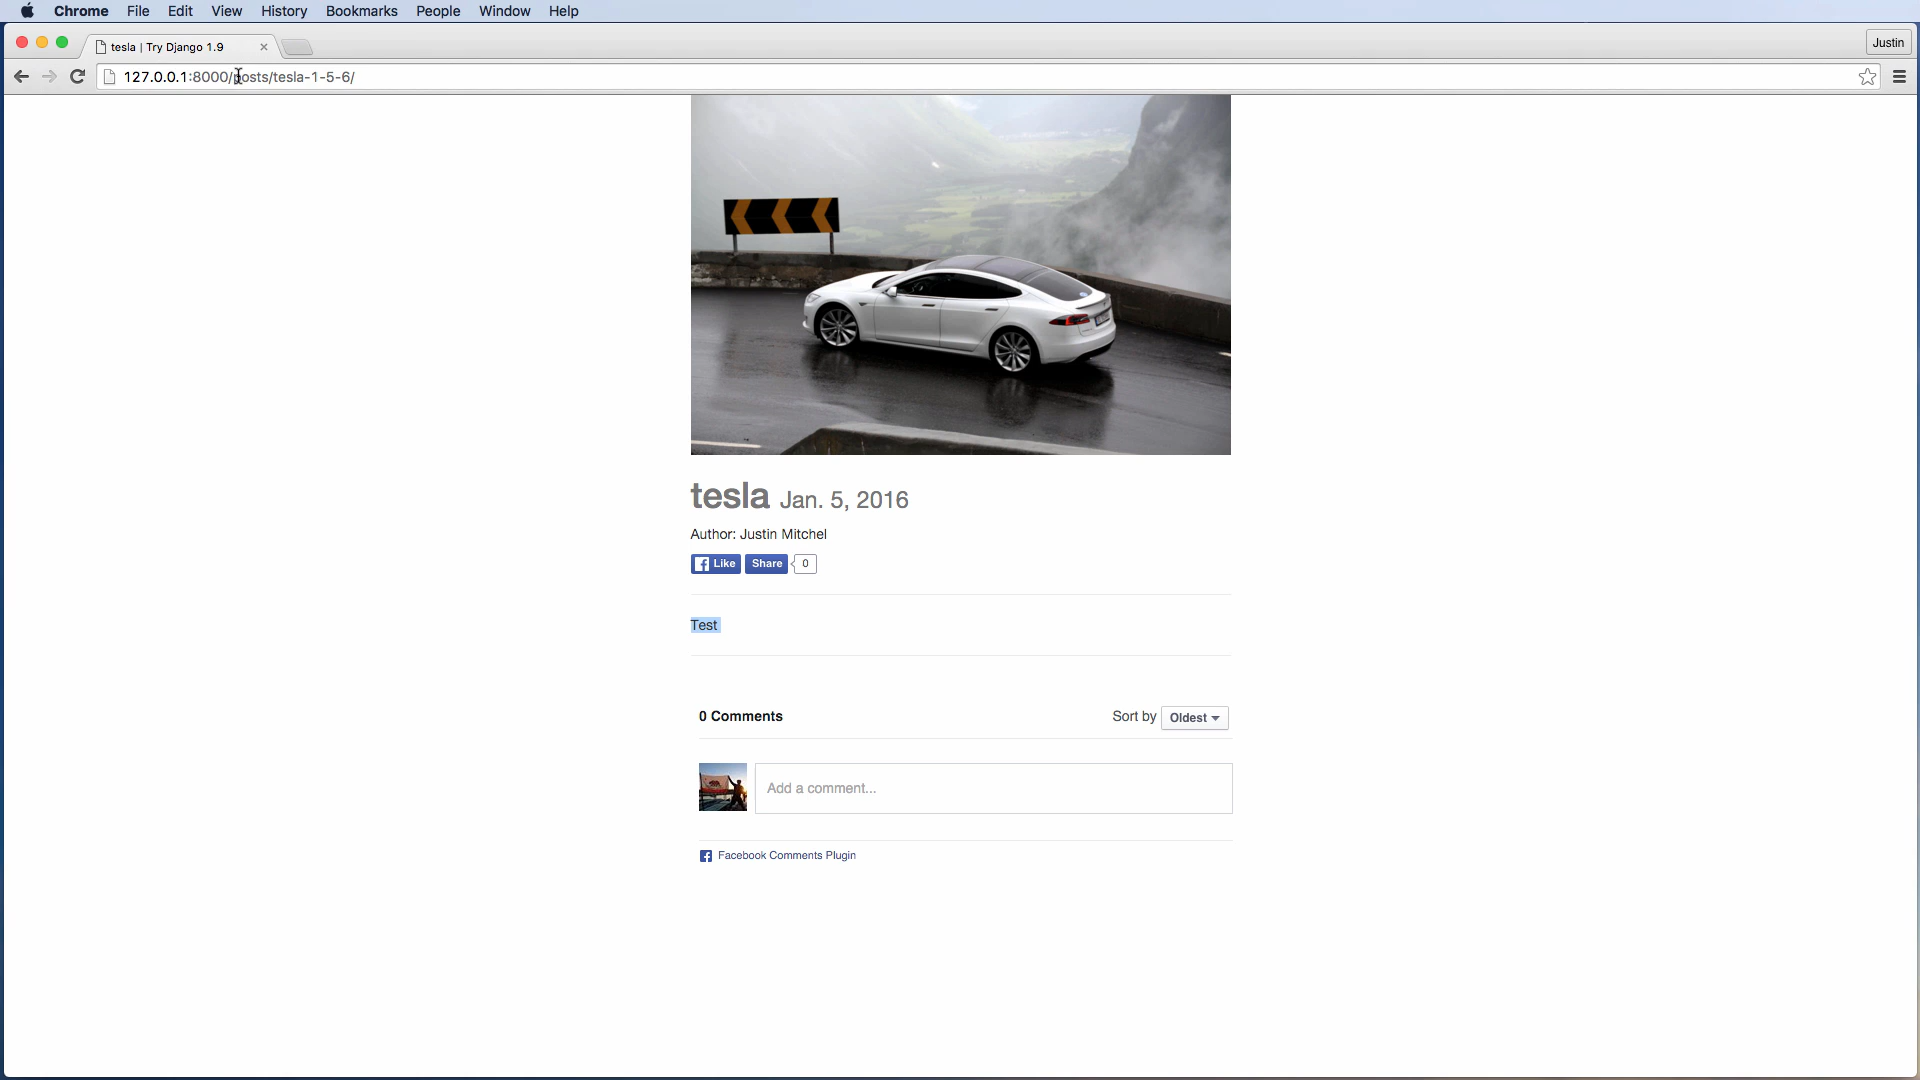 Chrome File Edit View History Bookmarks People Window Help
tesla | Try Django 1.9
Justin
127.0.0.1:8000/posts/tesla-1-5-6/
tesla Jan. 5, 2016
Author: Justin Mitchel
Like Share 0
Test
0 Comments
Sort by Oldest
Add a comment...
Facebook Comments Plugin